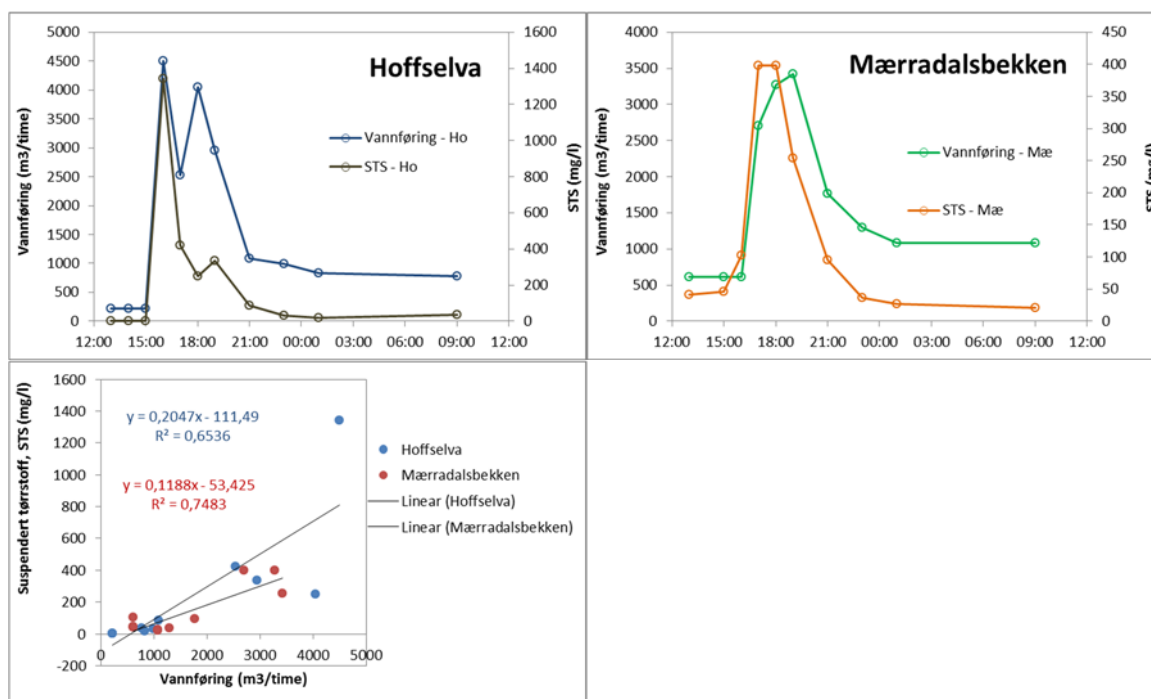 Hoffselva
Vannføring (m3/time)
5000
4500
4000
3500
3000
2500
2000
1500
1000
500
0
1600
1400
1200
1000
800
600
400
200
0
STS (mg/l)
Vannføring - Ho
STS - Ho
12:00 15:00 18:00 21:00 00:00 03:00 06:00 09:00 12:00
Mærradalsbekken
Vannføring (m3/time)
4000
3500
3000
2500
2000
1500
1000
500
0
450
400
350
300
250
200
150
100
50
0
STS (mg/l)
Vannføring - Mæ
STS - Mæ
12:00 15:00 18:00 21:00 00:00 03:00 06:00 09:00 12:00
Suspendert tørrstoff, STS (mg/l)
1600
1400
1200
1000
800
600
400
200
0
-200
y = 0,2047x - 111,49
R² = 0,6536
y = 0,1188x - 53,425
R² = 0,7483
Hoffselva
Mærradalsbekken
Linear (Hoffselva)
Linear (Mærradalsbekken)
0 1000 2000 3000 4000 5000
Vannføring (m3/time)